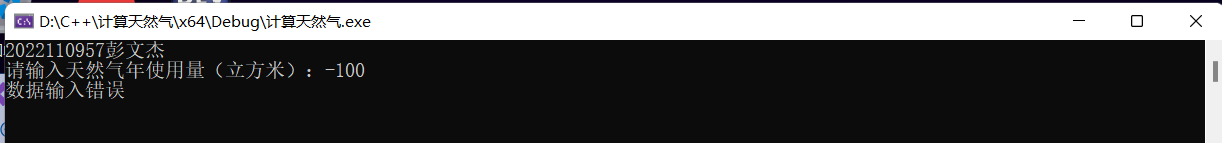 D:\C++\计算天然气\x64\Debug\计算天然气.exe
2022110957彭文杰
请输入天然气年使用量（立方米）：-100
数据输入错误